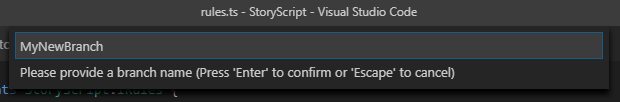 rules.ts - StoryScript - Visual Studio Code
MyNewBranch
Please provide a branch name (Press 'Enter' to confirm or 'Escape' to cancel)